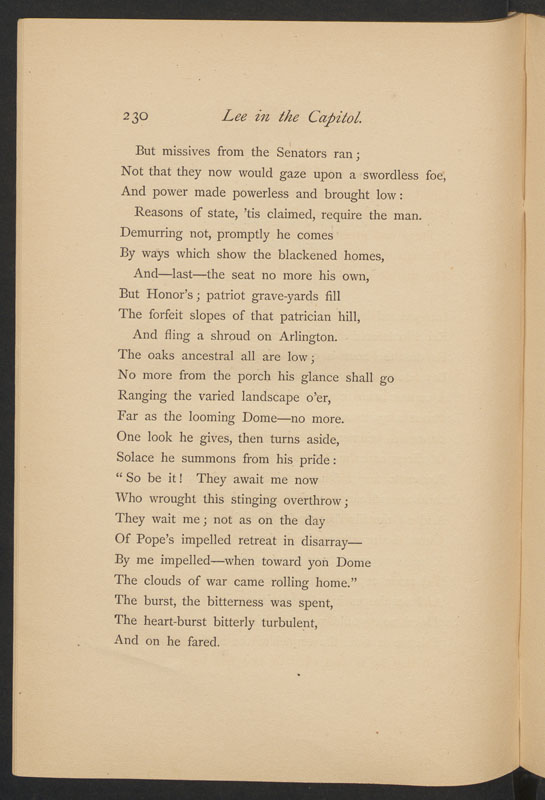 230 Lee in the Capitol.
But missives from the Senators ran;
Not that they now would gaze upon a swordless foe,
And power made powerless and brought low:
Reasons of state, 'tis claimed, require the man.
Demurring not, promptly he comes
By ways which show the blackened homes,
And—last—the seat no more his own,
But Honor's; patriot grave-yards fill
The forfeit slopes of that patrician hill,
And fling a shroud on Arlington.
The oaks ancestral all are low;
No more from the porch his glance shall go
Ranging the varied landscape o'er,
Far as the looming Dome—no more.
One look he gives, then turns aside,
Solace he summons from his pride:
"So be it! They await me now
Who wrought this stinging overthrow;
They wait me; not as on the day
Of Pope's impelled retreat in disarray—
By me impelled—when toward yon Dome
The clouds of war came rolling home."
The burst, the bitterness was spent,
The heart-burst bitterly turbulent,
And on he fared.